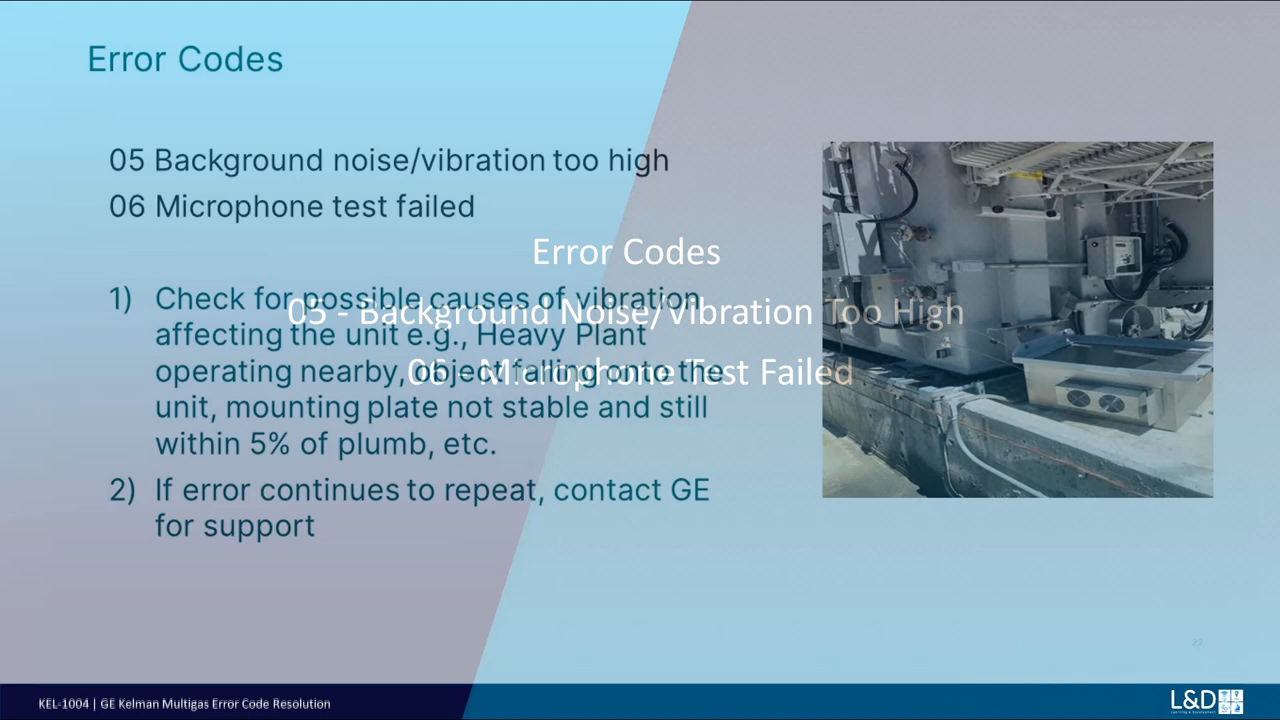 Error Codes
05 Background noise/vibration too high
06 Microphone test failed
Error Codes
05 - Background Noise/Vibration Too High
06 - Microphone Test Failed
1) Check for possible causes of vibration
affecting the unit e.g., Heavy Plant
operating nearby, object falling onto the
unit, mounting plate not stable and still
within 5% of plumb, etc.
2) If error continues to repeat, contact GE
for support
22
KEL-1004 | GE Kelman Multigas Error Code Resolution
L&D
Learning & Development